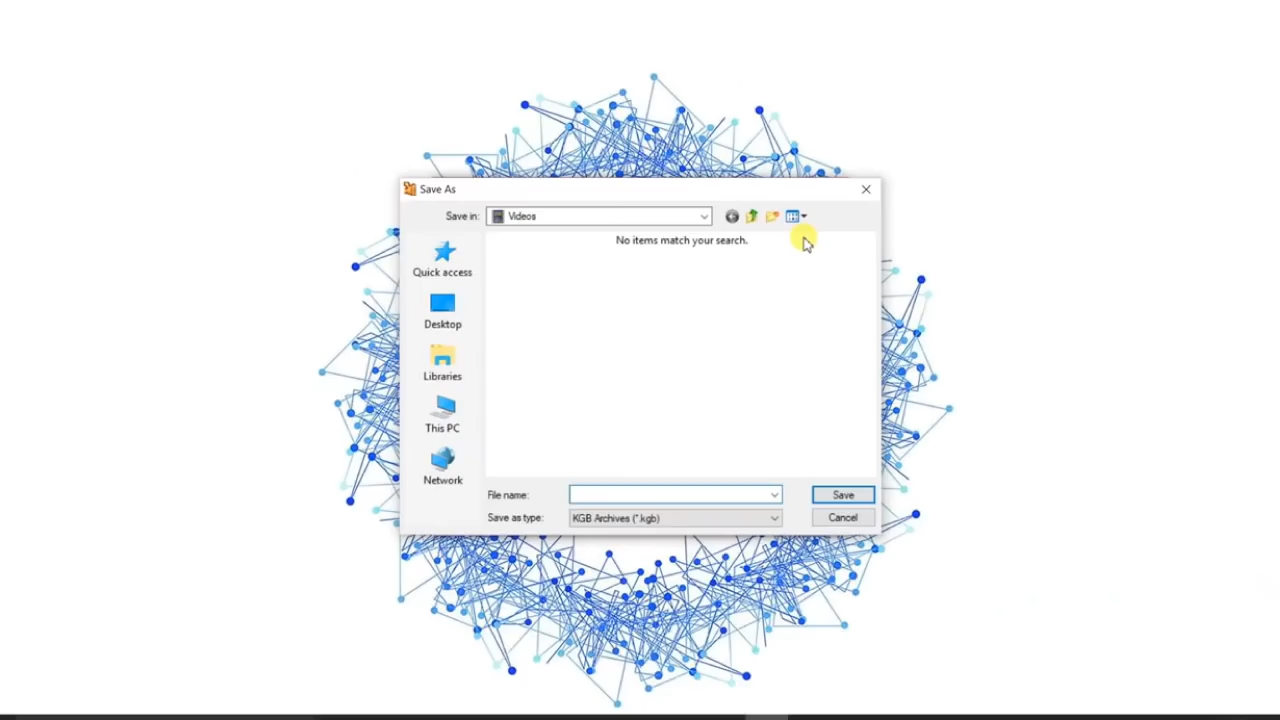 Save As
Save in: Videos
No items match your search.
Quick access
Desktop
Libraries
This PC
Network
File name:
Save
Save as type: KGB Archives (*.kgb)
Cancel